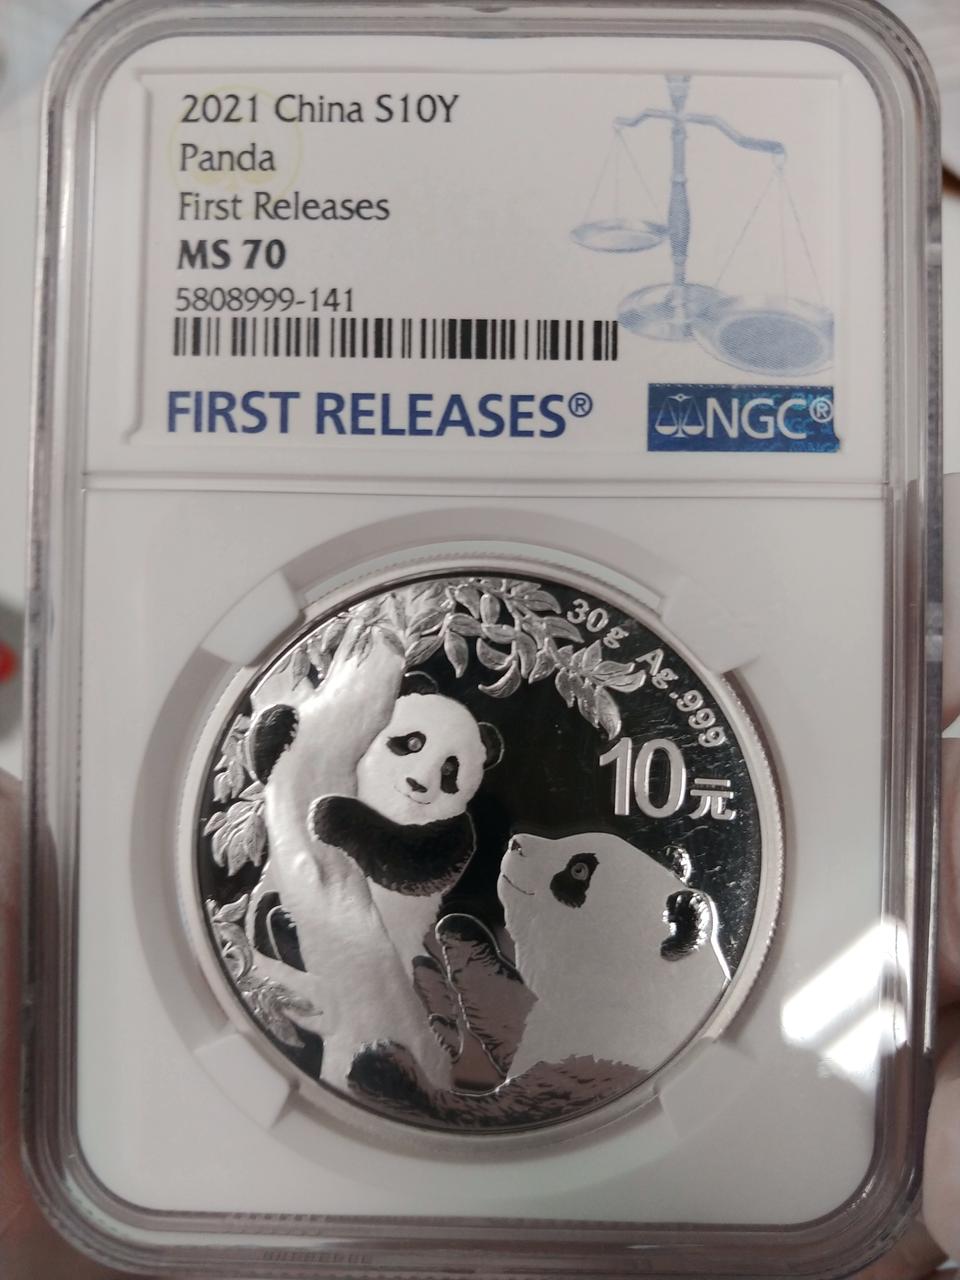 2021 China S10Y
Panda
First Releases
MS 70
5808999-141
FIRST RELEASES®
NGC®
30g Ag.999
10元